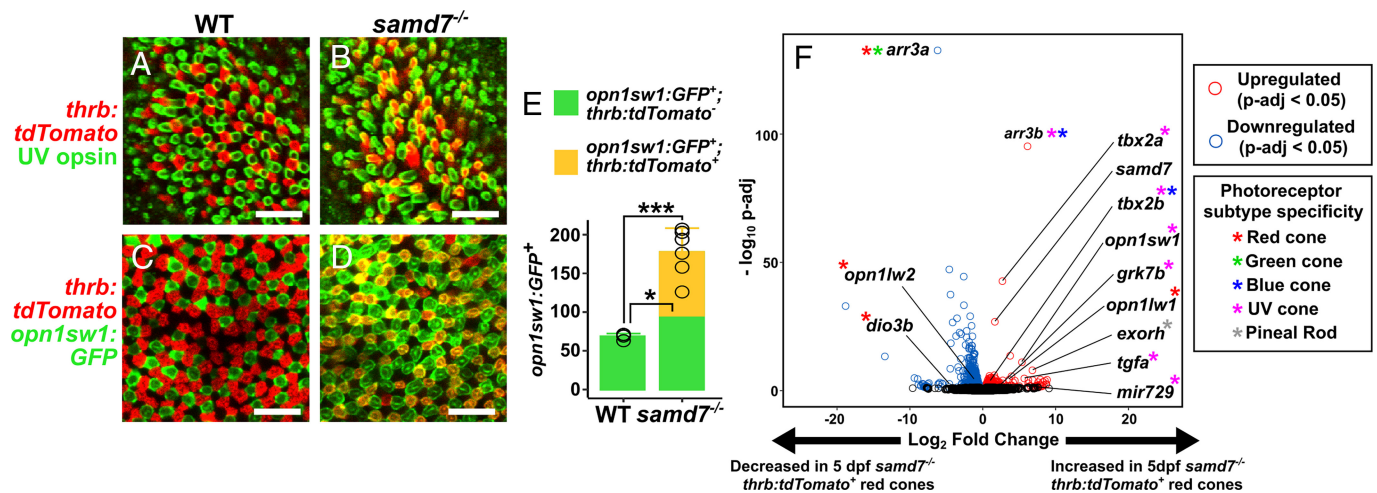 WT
samd7-/-
A
B
thrb:
tdTomato
UV opsin
C
D
thrb:
tdTomato
opn1sw1:
GFP
E
opn1sw1:GFP+;
thrb:tdTomato-
opn1sw1:GFP+;
thrb:tdTomato+
opn1sw1:GFP+
200
150
100
50
0
***
*
WT samd7-/-
F
- log10 p-adj
100
50
0
-20 -10 0 10 20
Log2 Fold Change
** arr3a
arr3b **
tbx2a*
samd7
**
tbx2b
*
opn1sw1
*
grk7b
*
opn1lw1
*
exorh
tgfa*
*
mir729
*
opn1lw2
*
dio3b
Decreased in 5 dpf samd7-/-
thrb:tdTomato+ red cones
Increased in 5dpf samd7-/-
thrb:tdTomato+ red cones
Upregulated
(p-adj < 0.05)
Downregulated
(p-adj < 0.05)
Photoreceptor
subtype specificity
* Red cone
* Green cone
* Blue cone
* UV cone
* Pineal Rod